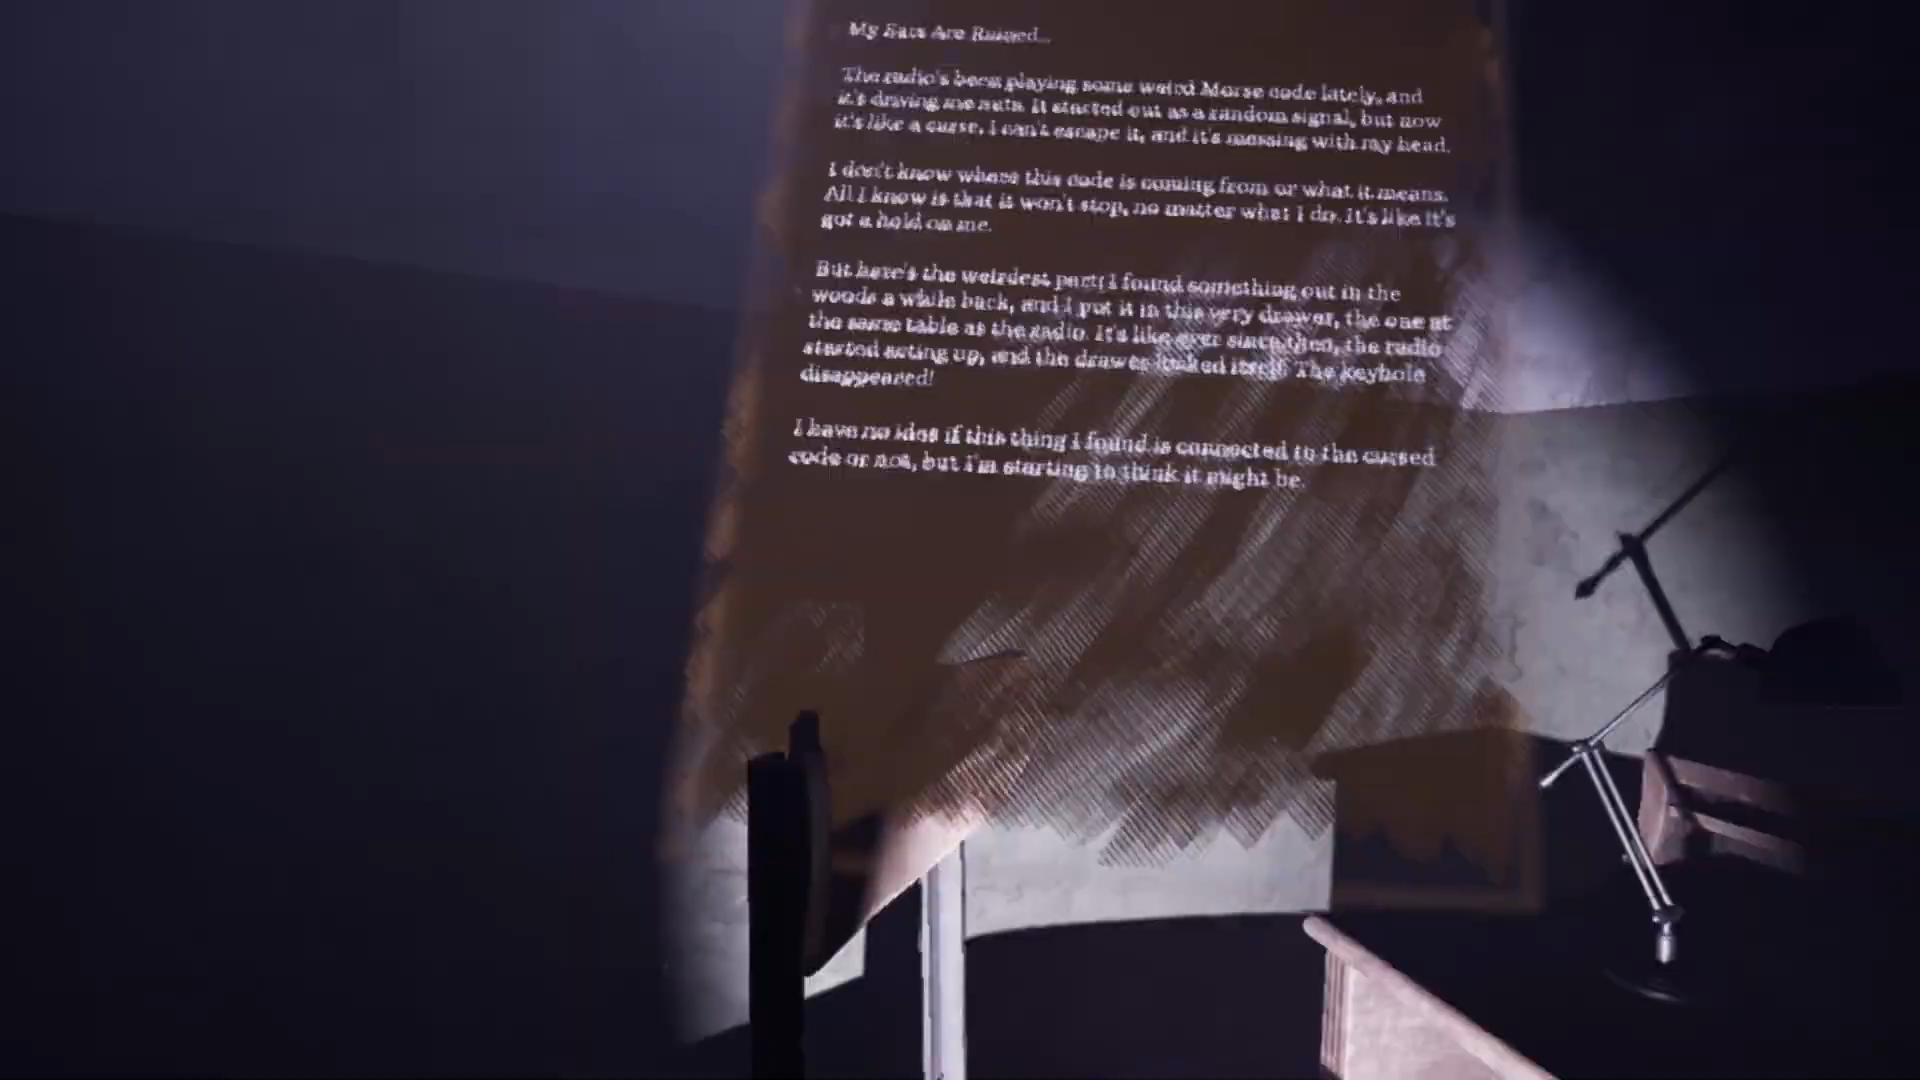 My Ears Are Ruined...
The radio's been playing some weird Morse code lately, and
it's driving me nuts. It started out as a random signal, but now
it's like a curse. I can't escape it, and it's messing with my head.
I don't know where this code is coming from or what it means.
All I know is that it won't stop, no matter what I do. It's like it's
got a hold on me.
But here's the weirdest part; I found something out in the
woods a while back, and I put it in this very drawer, the one at
the same table as the radio. It's like ever since then, the radio
started acting up, and the drawer locked itself. The keyhole
disappeared!
I have no idea if this thing I found is connected to the cursed
code or not, but I'm starting to think it might be.